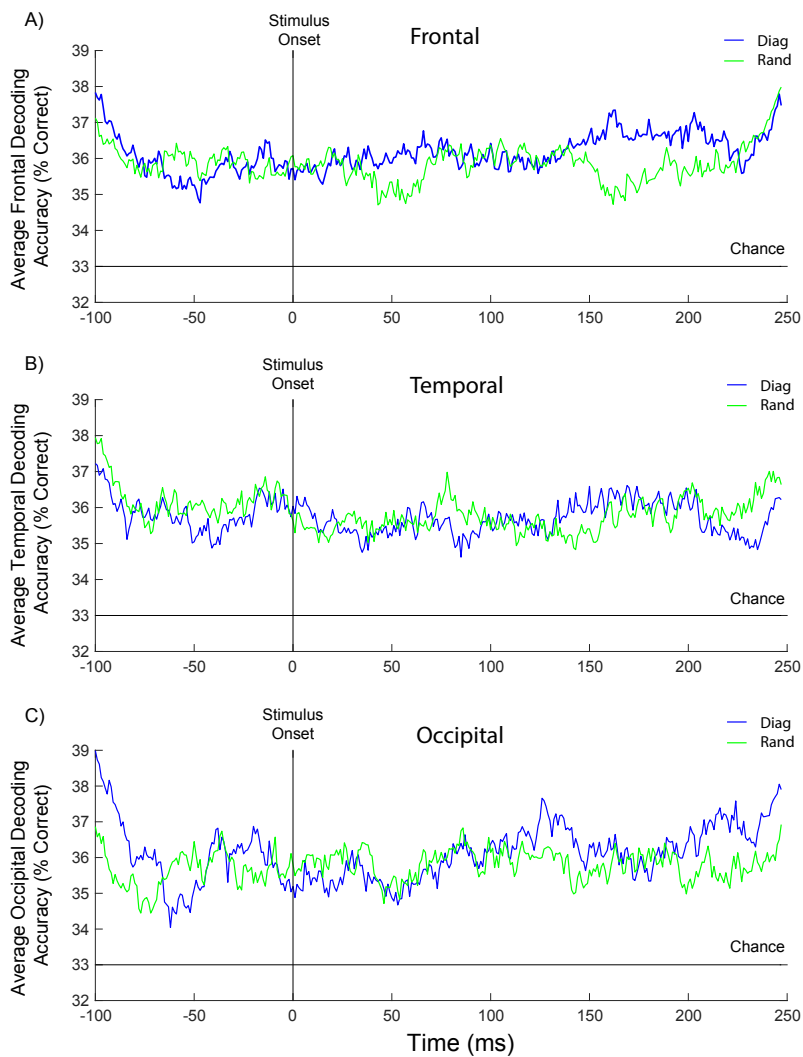 A)
Stimulus
Onset
Frontal
Diag
Rand
Average Frontal Decoding
Accuracy (% Correct)
39
38
37
36
35
34
33
32
Chance
-100 -50 0 50 100 150 200 250
B)
Stimulus
Onset
Temporal
Diag
Rand
Average Temporal Decoding
Accuracy (% Correct)
39
38
37
36
35
34
33
32
Chance
-100 -50 0 50 100 150 200 250
C)
Stimulus
Onset
Occipital
Diag
Rand
Average Occipital Decoding
Accuracy (% Correct)
39
38
37
36
35
34
33
32
Chance
-100 -50 0 50 100 150 200 250
Time (ms)